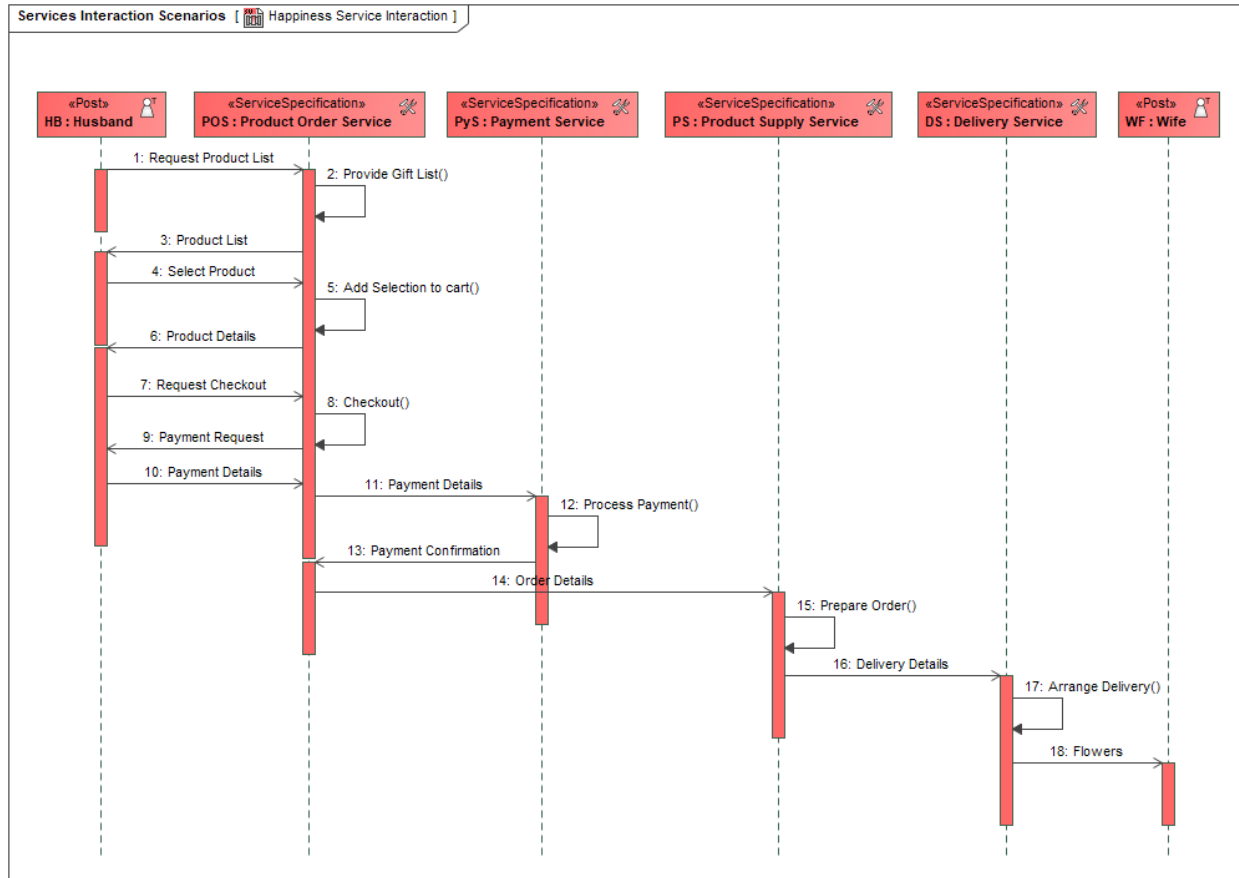 Services Interaction Scenarios [ Happiness Service Interaction ]
«Post»
HB : Husband
«ServiceSpecification»
POS : Product Order Service
«ServiceSpecification»
PyS : Payment Service
«ServiceSpecification»
PS : Product Supply Service
«ServiceSpecification»
DS : Delivery Service
«Post»
WF : Wife
1: Request Product List
2: Provide Gift List()
3: Product List
4: Select Product
5: Add Selection to cart()
6: Product Details
7: Request Checkout
8: Checkout()
9: Payment Request
10: Payment Details
11: Payment Details
12: Process Payment()
13: Payment Confirmation
14: Order Details
15: Prepare Order()
16: Delivery Details
17: Arrange Delivery()
18: Flowers